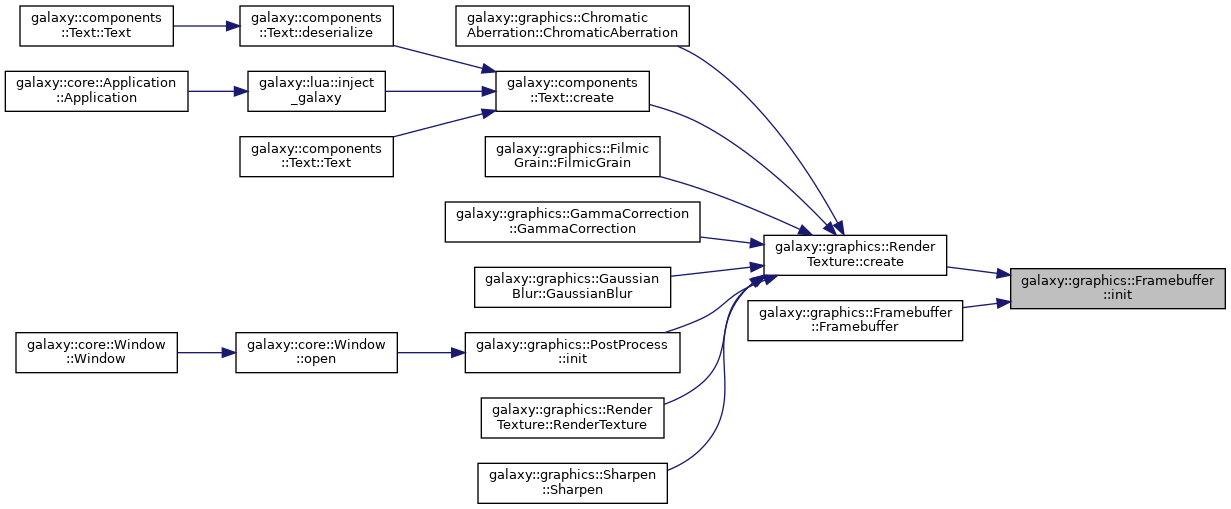 galaxy::components
::Text::Text
galaxy::components
::Text::deserialize
galaxy::graphics::Chromatic
Aberration::ChromaticAberration
galaxy::core::Application
::Application
galaxy::lua::inject
_galaxy
galaxy::components
::Text::create
galaxy::components
::Text::Text
galaxy::graphics::Filmic
Grain::FilmicGrain
galaxy::graphics::GammaCorrection
::GammaCorrection
galaxy::graphics::Render
Texture::create
galaxy::graphics::Framebuffer
::init
galaxy::graphics::Gaussian
Blur::GaussianBlur
galaxy::graphics::Framebuffer
::Framebuffer
galaxy::core::Window
::Window
galaxy::core::Window
::open
galaxy::graphics::PostProcess
::init
galaxy::graphics::Render
Texture::RenderTexture
galaxy::graphics::Sharpen
::Sharpen